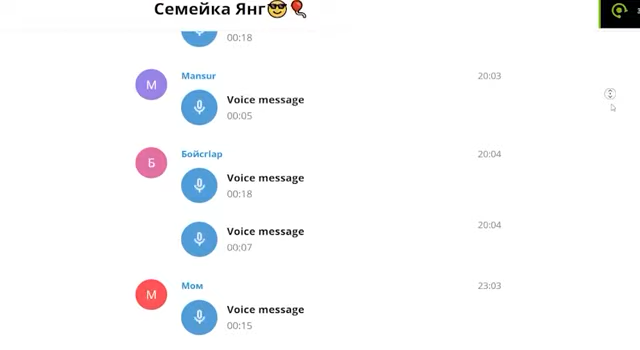 Семейка Янг😎🎈
00:18
Mansur 20:03
М
Voice message
00:05
Бойсгlар 20:04
Б
Voice message
00:18
20:04
Voice message
00:07
Мом 23:03
М
Voice message
00:15